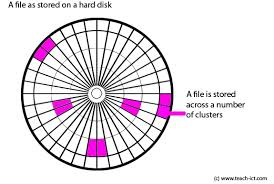 A file as stored on a hard disk
A file is stored
across a number
of clusters
(c) www.teach-ict.com